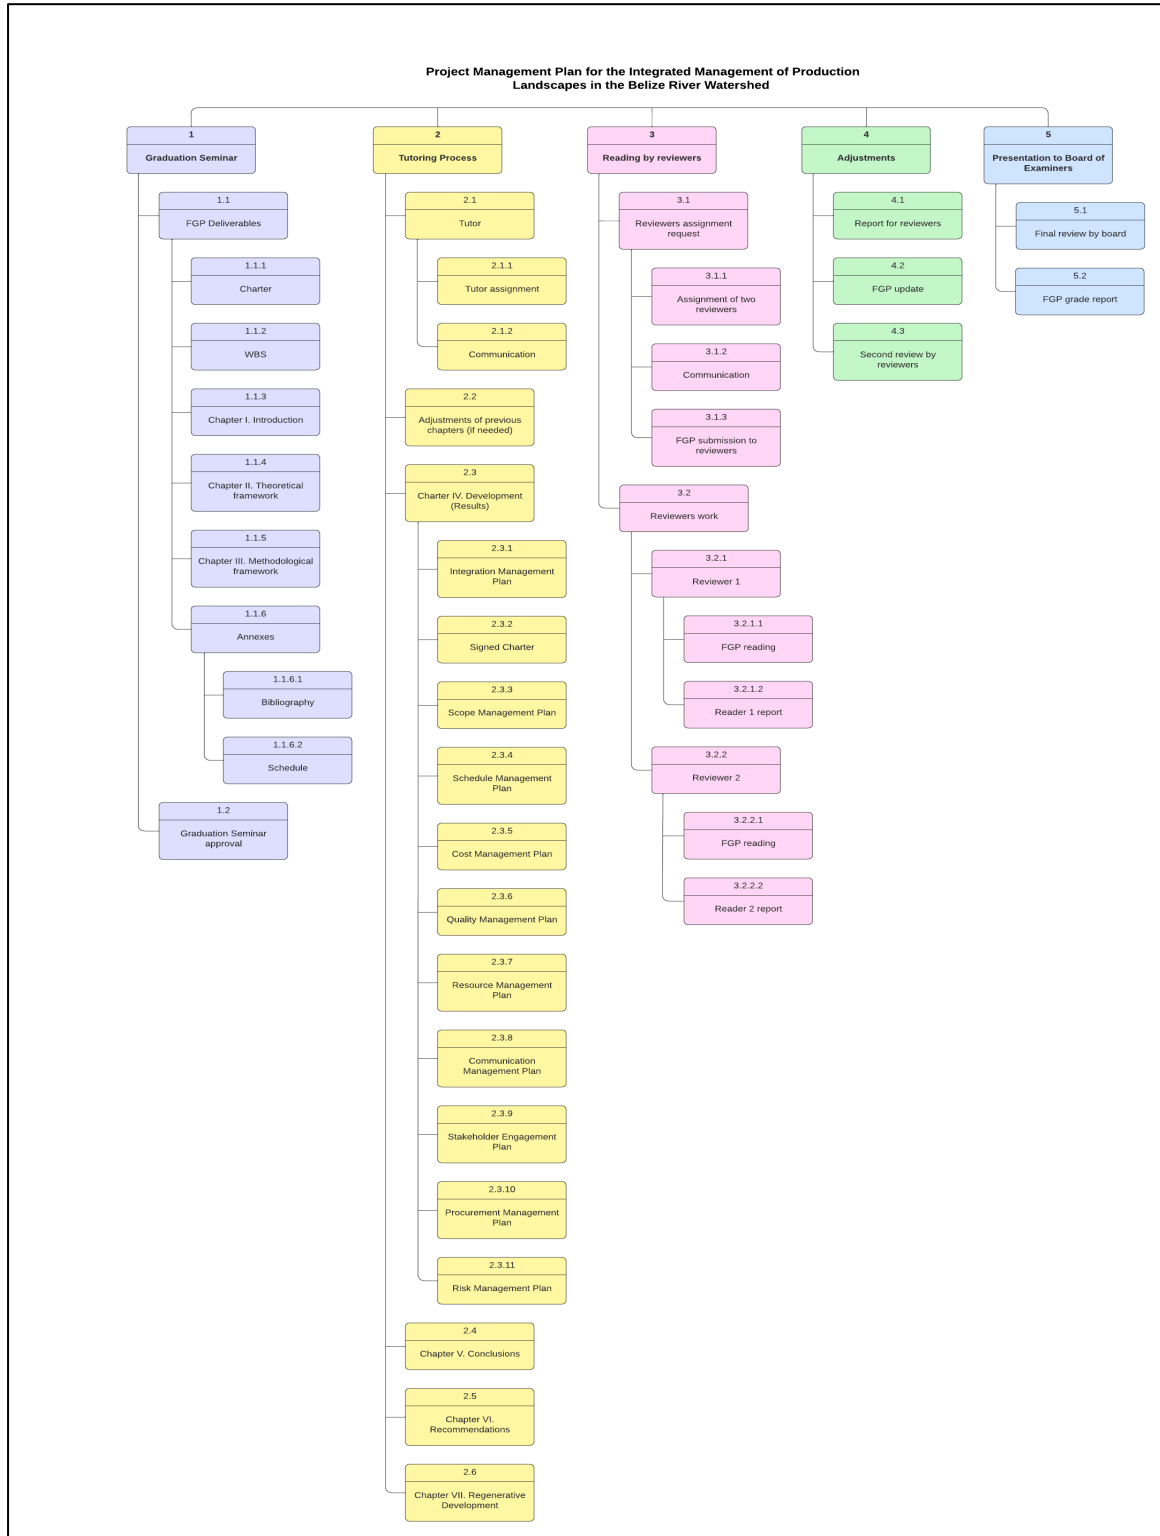 Project Management Plan for the Integrated Management of Production
Landscapes in the Belize River Watershed
1
Graduation Seminar
1.1
FGP Deliverables
1.1.1
Charter
1.1.2
WBS
1.1.3
Chapter I. Introduction
1.1.4
Chapter II. Theoretical
framework
1.1.5
Chapter III. Methodological
framework
1.1.6
Annexes
1.1.6.1
Bibliography
1.1.6.2
Schedule
1.2
Graduation Seminar
approval
2
Tutoring Process
2.1
Tutor
2.1.1
Tutor assignment
2.1.2
Communication
2.2
Adjustments of previous
chapters (if needed)
2.3
Charter IV. Development
(Results)
2.3.1
Integration Management
Plan
2.3.2
Signed Charter
2.3.3
Scope Management Plan
2.3.4
Schedule Management
Plan
2.3.5
Cost Management Plan
2.3.6
Quality Management Plan
2.3.7
Resource Management
Plan
2.3.8
Communication
Management Plan
2.3.9
Stakeholder Engagement
Plan
2.3.10
Procurement Management
Plan
2.3.11
Risk Management Plan
2.4
Chapter V. Conclusions
2.5
Chapter VI.
Recommendations
2.6
Chapter VII. Regenerative
Development
3
Reading by reviewers
3.1
Reviewers assignment
request
3.1.1
Assignment of two
reviewers
3.1.2
Communication
3.1.3
FGP submission to
reviewers
3.2
Reviewers work
3.2.1
Reviewer 1
3.2.1.1
FGP reading
3.2.1.2
Reader 1 report
3.2.2
Reviewer 2
3.2.2.1
FGP reading
3.2.2.2
Reader 2 report
4
Adjustments
4.1
Report for reviewers
4.2
FGP update
4.3
Second review by
reviewers
5
Presentation to Board of
Examiners
5.1
Final review by board
5.2
FGP grade report